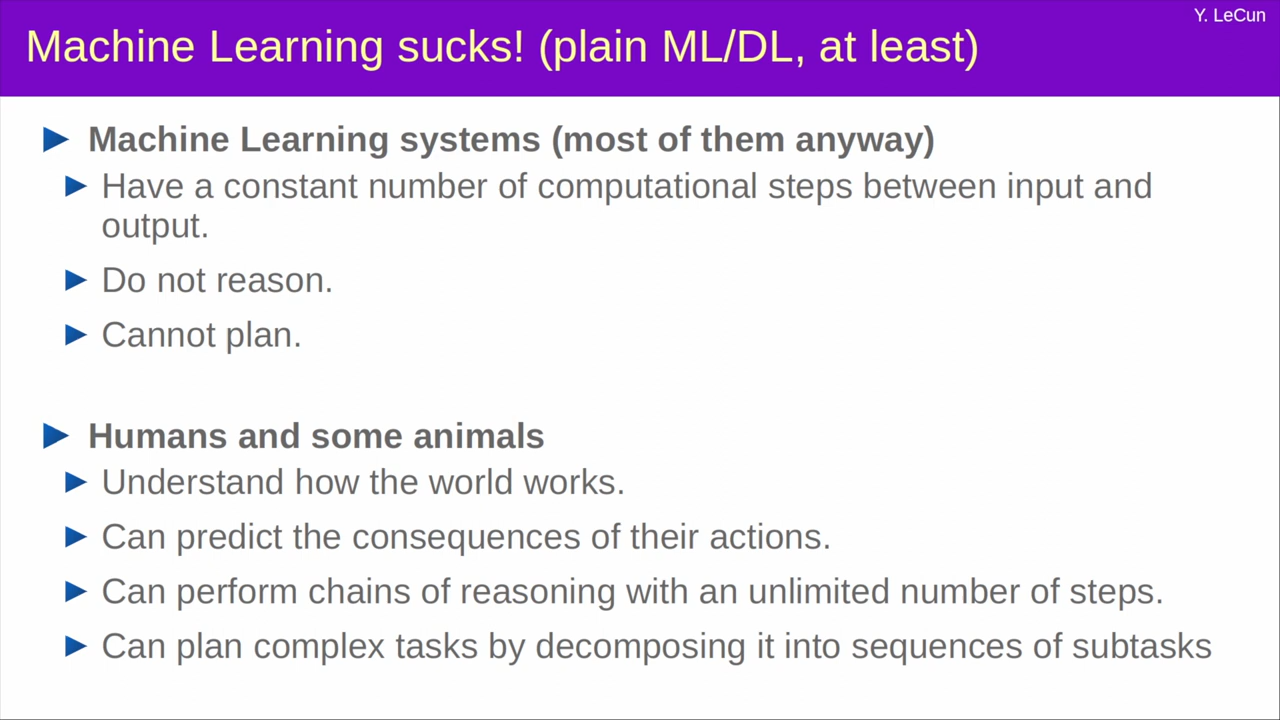 Y. LeCun
Machine Learning sucks! (plain ML/DL, at least)
Machine Learning systems (most of them anyway)
Have a constant number of computational steps between input and
output.
Do not reason.
Cannot plan.
Humans and some animals
Understand how the world works.
Can predict the consequences of their actions.
Can perform chains of reasoning with an unlimited number of steps.
Can plan complex tasks by decomposing it into sequences of subtasks